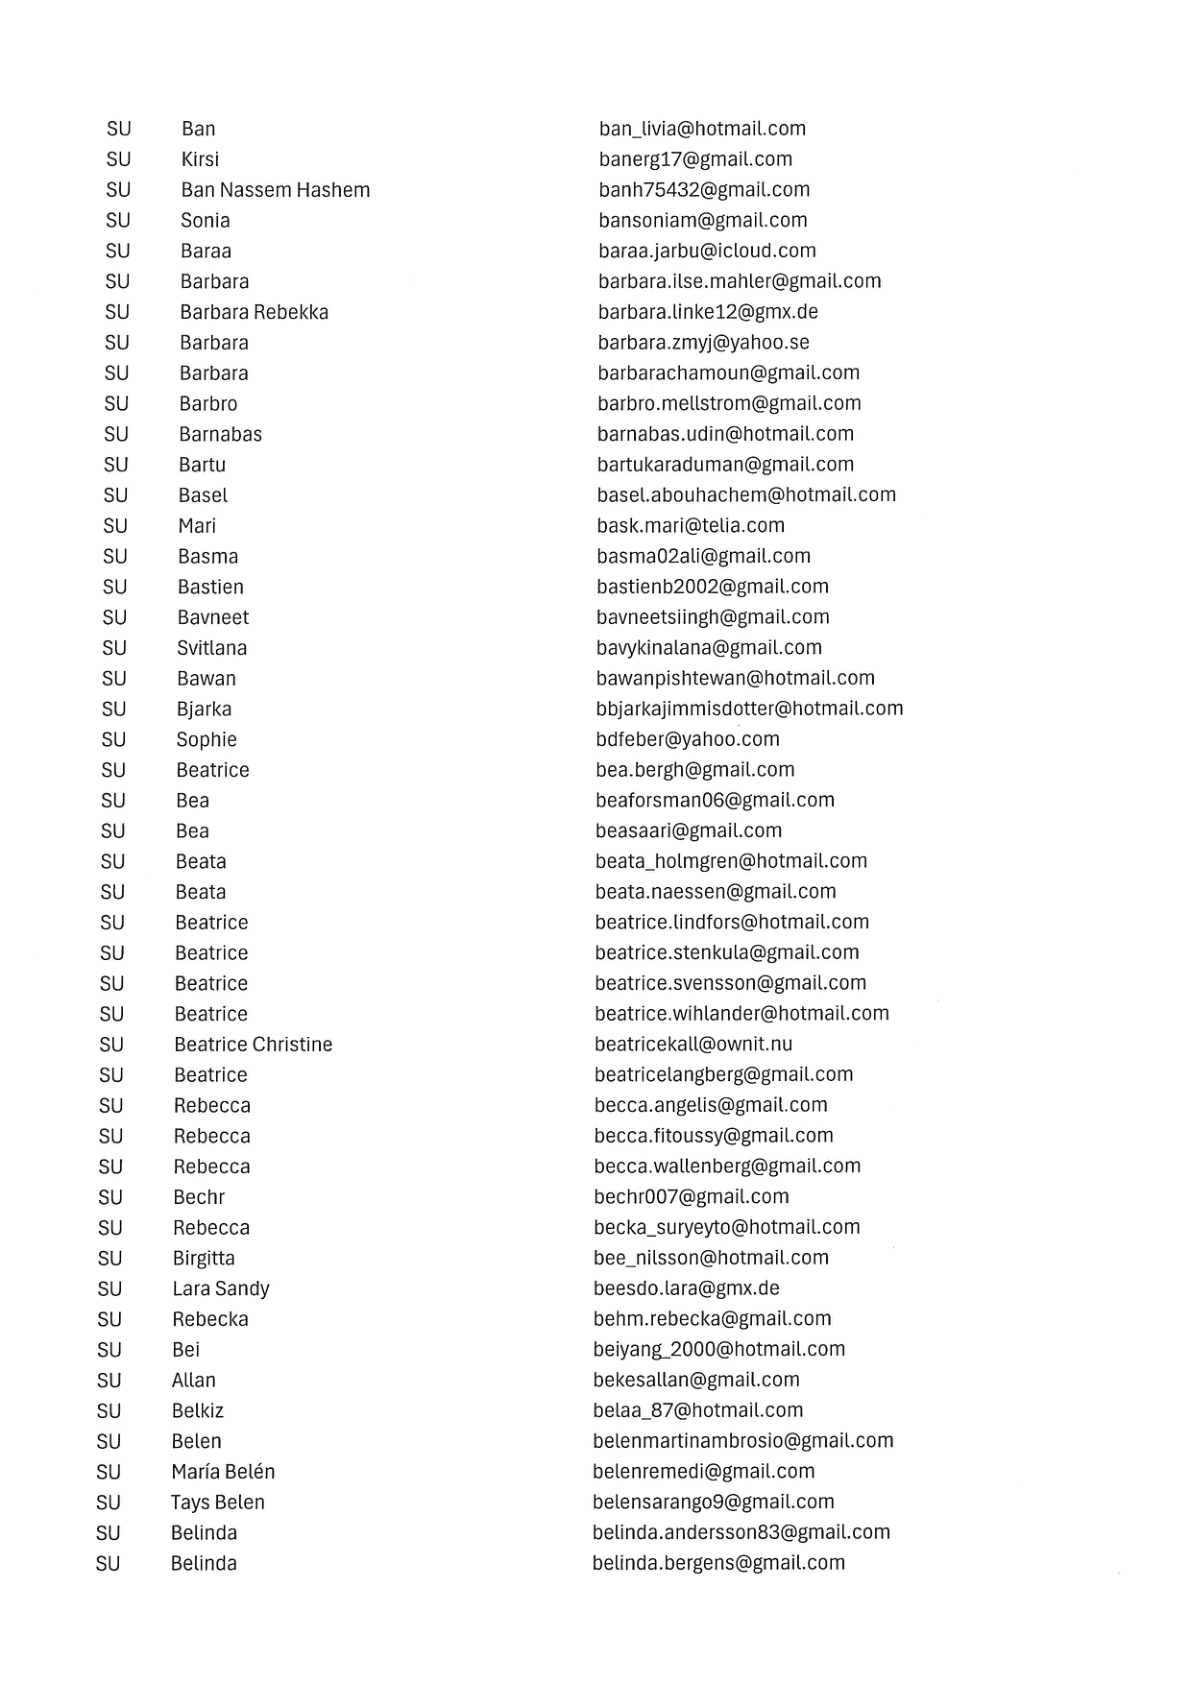 SU Ban ban_livia@hotmail.com
SU Kirsi banerg17@gmail.com
SU Ban Nassem Hashem banh75432@gmail.com
SU Sonia bansoniam@gmail.com
SU Baraa baraa.jarbu@icloud.com
SU Barbara barbara.ilse.mahler@gmail.com
SU Barbara Rebekka barbara.linke12@gmx.de
SU Barbara barbara.zmyj@yahoo.se
SU Barbara barbarachamoun@gmail.com
SU Barbro barbro.mellstrom@gmail.com
SU Barnabas barnabas.udin@hotmail.com
SU Bartu bartukaraduman@gmail.com
SU Basel basel.abouhachem@hotmail.com
SU Mari bask.mari@telia.com
SU Basma basma02ali@gmail.com
SU Bastien bastienb2002@gmail.com
SU Bavneet bavneetsiingh@gmail.com
SU Svitlana bavykinalana@gmail.com
SU Bawan bawanpishtewan@hotmail.com
SU Bjarka bbjarkajimmisdotter@hotmail.com
SU Sophie bdfeber@yahoo.com
SU Beatrice bea.bergh@gmail.com
SU Bea beaforsman06@gmail.com
SU Bea beasaari@gmail.com
SU Beata beata_holmgren@hotmail.com
SU Beata beata.naessen@gmail.com
SU Beatrice beatrice.lindfors@hotmail.com
SU Beatrice beatrice.stenkula@gmail.com
SU Beatrice beatrice.svensson@gmail.com
SU Beatrice beatrice.wihlander@hotmail.com
SU Beatrice Christine beatricekall@ownit.nu
SU Beatrice beatricelangberg@gmail.com
SU Rebecca becca.angelis@gmail.com
SU Rebecca becca.fitoussy@gmail.com
SU Rebecca becca.wallenberg@gmail.com
SU Bechr bechr007@gmail.com
SU Rebecca becka_suryeyto@hotmail.com
SU Birgitta bee_nilsson@hotmail.com
SU Lara Sandy beesdo.lara@gmx.de
SU Rebecka behm.rebecka@gmail.com
SU Bei beiyang_2000@hotmail.com
SU Allan bekesallan@gmail.com
SU Belkiz belaa_87@hotmail.com
SU Belen belenmartinambrosio@gmail.com
SU María Belén belenremedi@gmail.com
SU Tays Belen belensarango9@gmail.com
SU Belinda belinda.andersson83@gmail.com
SU Belinda belinda.bergens@gmail.com